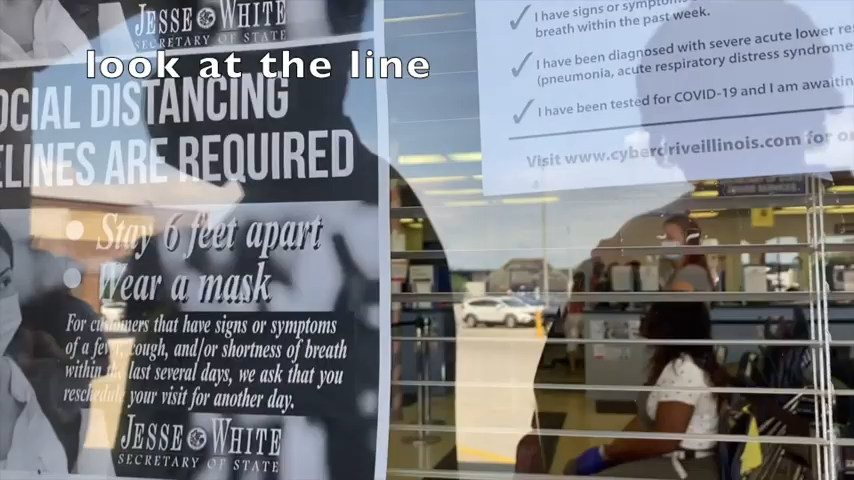 JESSE WHITE
SECRETARY OF STATE
look at the line
OCIAL DISTANCING
ELINES ARE REQUIRED
• Stay 6 feet apart
• Wear a mask
For customers that have signs or symptoms
of a fever, cough, and/or shortness of breath
within the last several days, we ask that you
reschedule your visit for another day.
JESSE WHITE
SECRETARY OF STATE
✓ I have signs or symptoms
breath within the past week.
✓ I have been diagnosed with severe acute lower res
(pneumonia, acute respiratory distress syndrome
✓ I have been tested for COVID-19 and I am awaitin
Visit www.cyberdriveillinois.com for